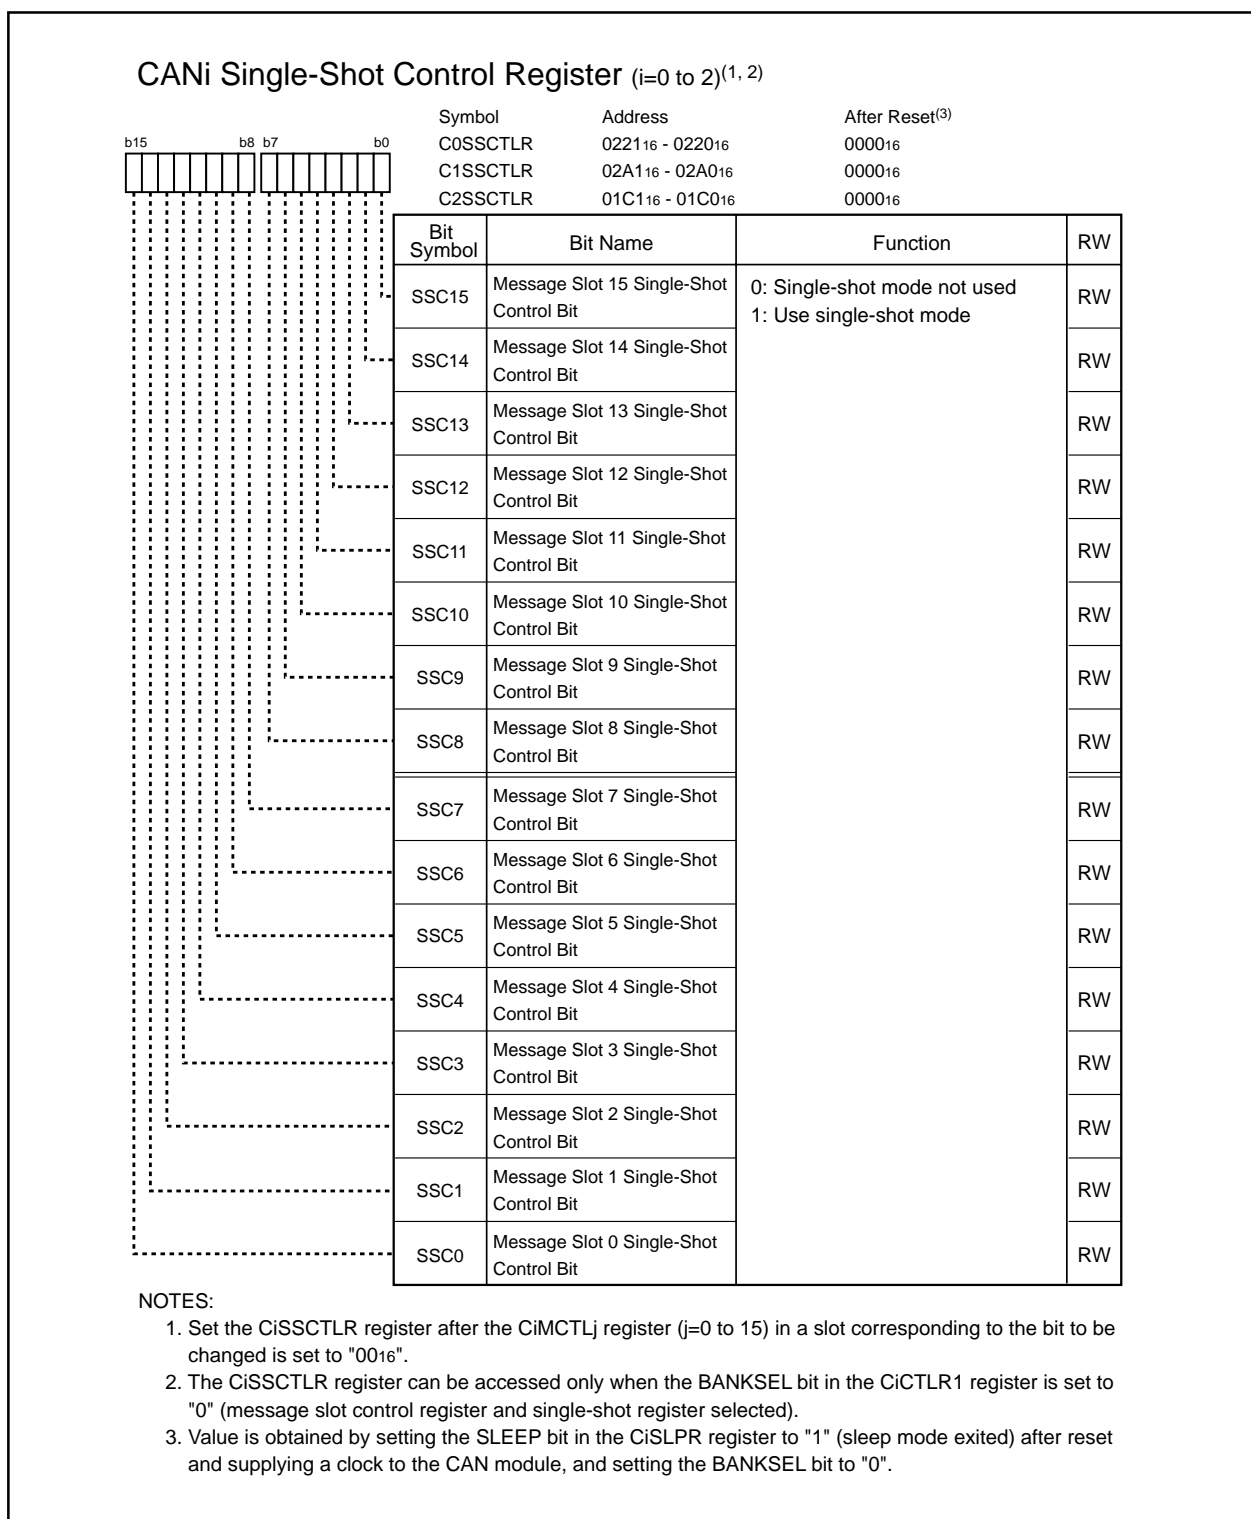 CANi Single-Shot Control Register (i=0 to 2)(1, 2)
Symbol Address After Reset(3)
b15 b8 b7 b0
C0SSCTLR 022116 - 022016 000016
C1SSCTLR 02A116 - 02A016 000016
C2SSCTLR 01C116 - 01C016 000016
Bit
Symbol Bit Name Function RW
SSC15 Message Slot 15 Single-Shot
Control Bit
0: Single-shot mode not used
1: Use single-shot mode
RW
SSC14 Message Slot 14 Single-Shot
Control Bit
RW
SSC13 Message Slot 13 Single-Shot
Control Bit
RW
SSC12 Message Slot 12 Single-Shot
Control Bit
RW
SSC11 Message Slot 11 Single-Shot
Control Bit
RW
SSC10 Message Slot 10 Single-Shot
Control Bit
RW
SSC9 Message Slot 9 Single-Shot
Control Bit
RW
SSC8 Message Slot 8 Single-Shot
Control Bit
RW
SSC7 Message Slot 7 Single-Shot
Control Bit
RW
SSC6 Message Slot 6 Single-Shot
Control Bit
RW
SSC5 Message Slot 5 Single-Shot
Control Bit
RW
SSC4 Message Slot 4 Single-Shot
Control Bit
RW
SSC3 Message Slot 3 Single-Shot
Control Bit
RW
SSC2 Message Slot 2 Single-Shot
Control Bit
RW
SSC1 Message Slot 1 Single-Shot
Control Bit
RW
SSC0 Message Slot 0 Single-Shot
Control Bit
RW
NOTES:
1. Set the CiSSCTLR register after the CiMCTLj register (j=0 to 15) in a slot corresponding to the bit to be
changed is set to "0016".
2. The CiSSCTLR register can be accessed only when the BANKSEL bit in the CiCTLR1 register is set to
"0" (message slot control register and single-shot register selected).
3. Value is obtained by setting the SLEEP bit in the CiSLPR register to "1" (sleep mode exited) after reset
and supplying a clock to the CAN module, and setting the BANKSEL bit to "0".